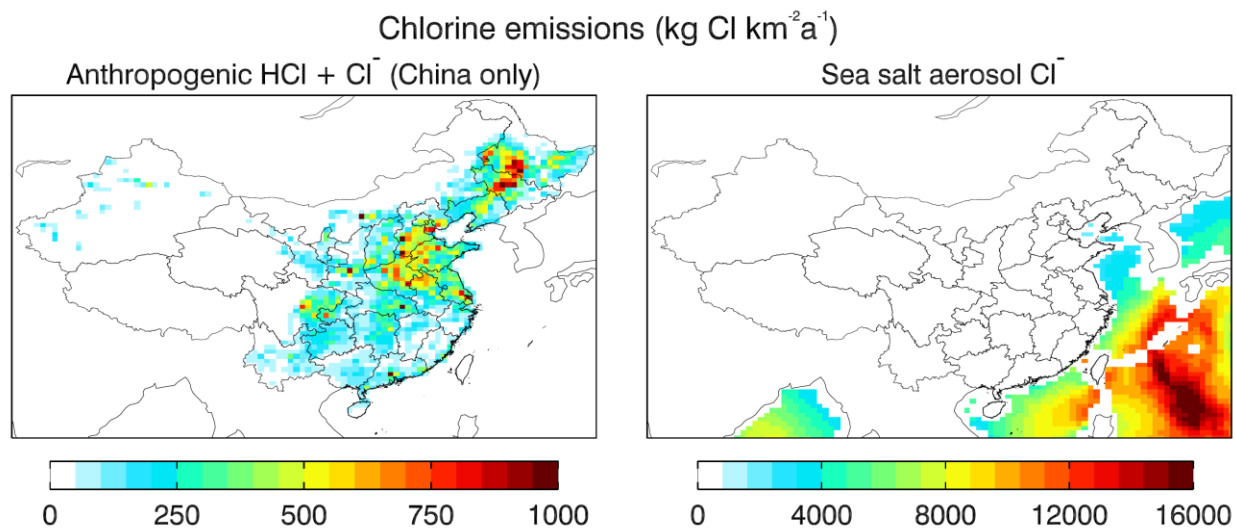 Chlorine emissions (kg Cl km⁻²a⁻¹)
Anthropogenic HCl + Cl⁻ (China only)
Sea salt aerosol Cl⁻
0 250 500 750 1000
0 4000 8000 12000 16000